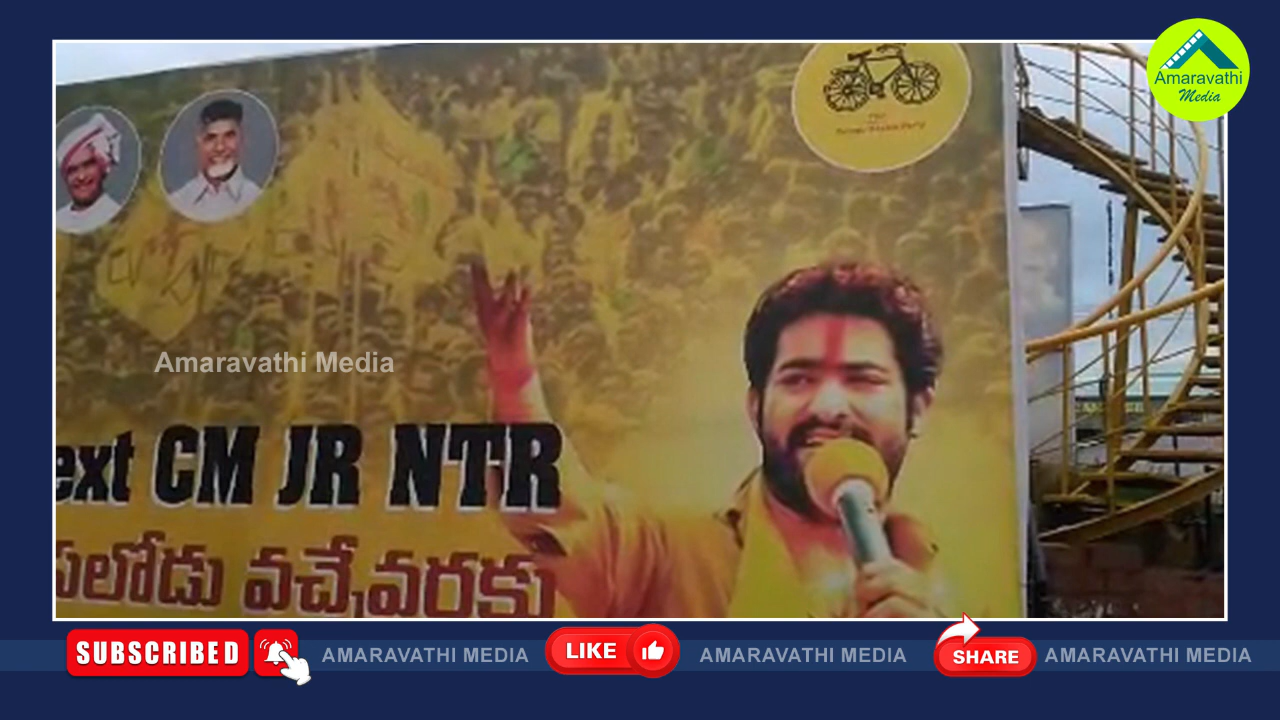 Amaravathi
Media
Amaravathi Media
ext CM JR NTR
వచ్చేవరకు
SUBSCRIBED
AMARAVATHI MEDIA
LIKE
AMARAVATHI MEDIA
SHARE
AMARAVATHI MEDIA